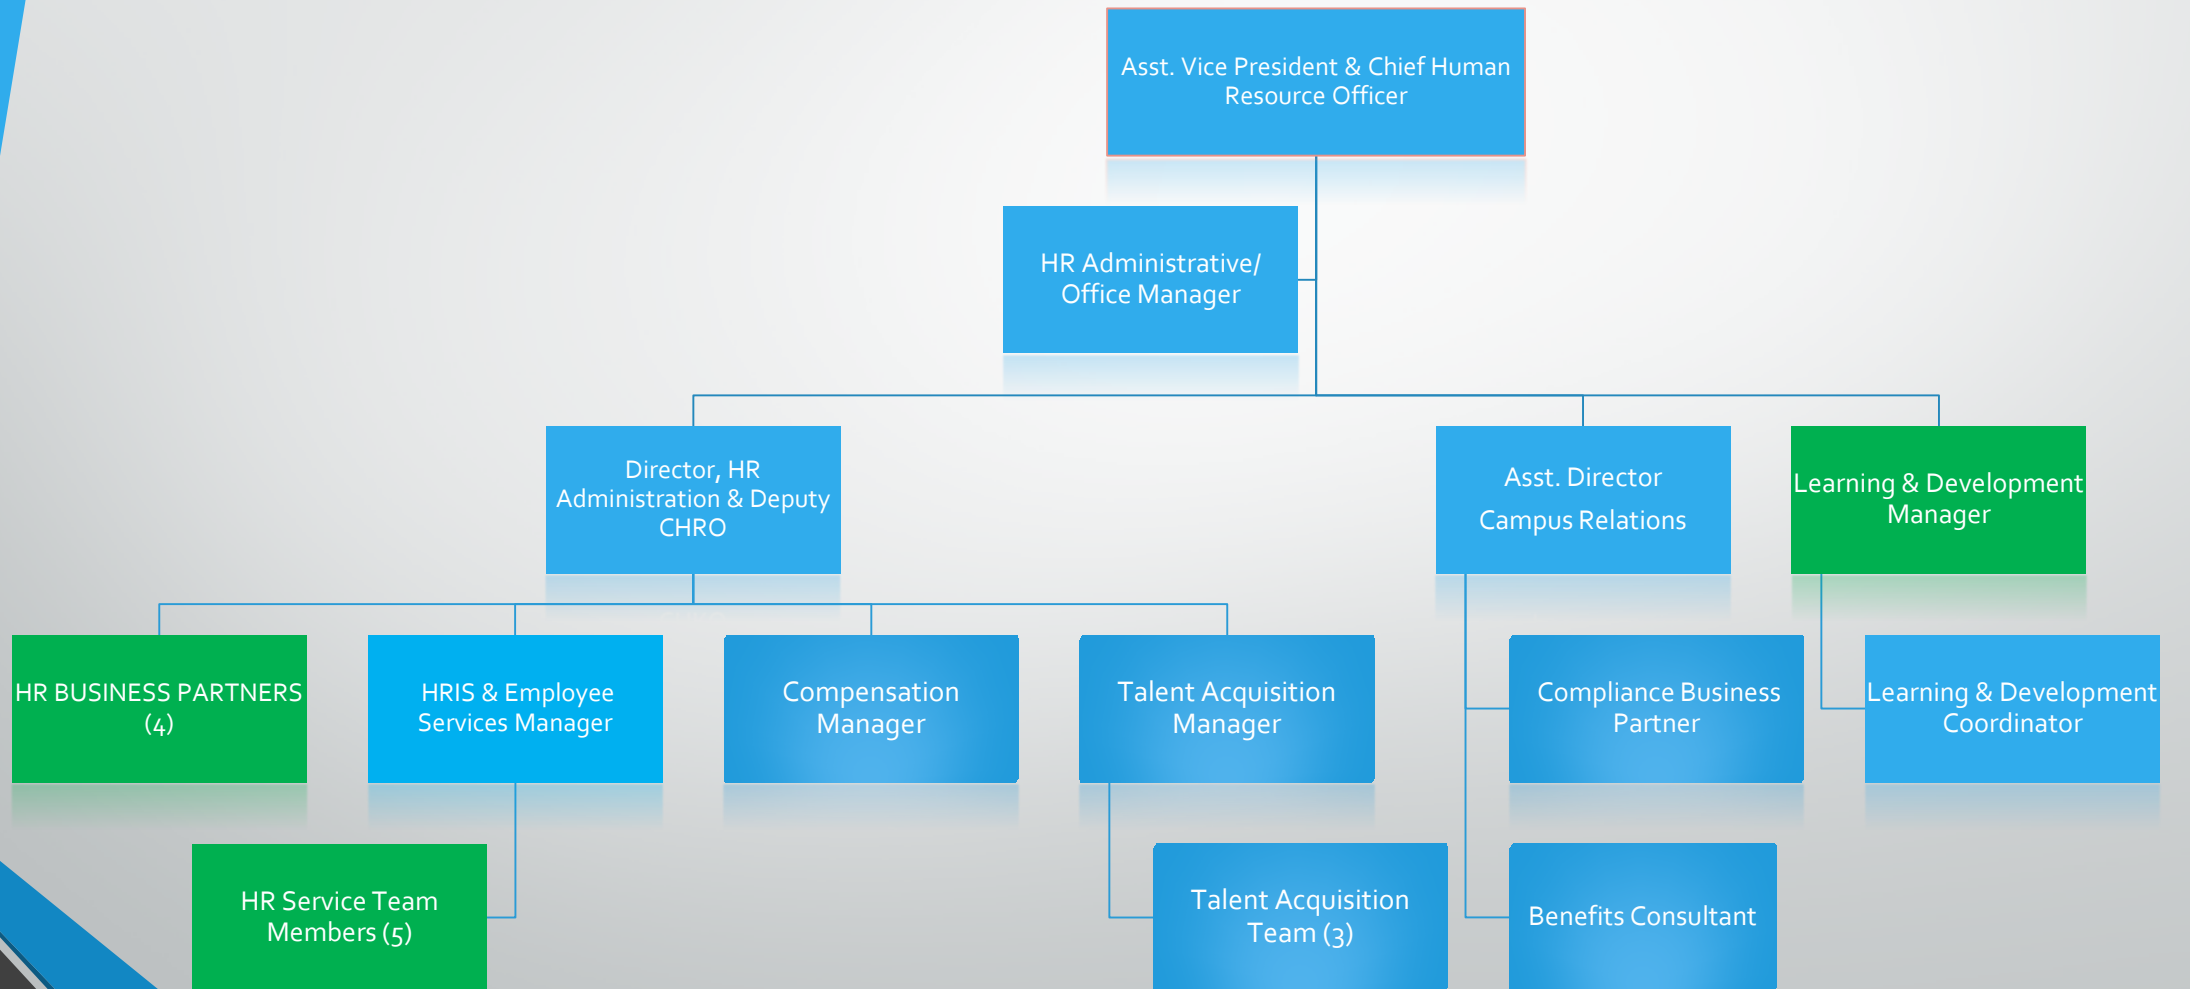 Asst. Vice President & Chief Human
Resource Officer
HR Administrative/
Office Manager
Director, HR
Administration & Deputy
CHRO
Asst. Director
Campus Relations
Learning & Development
Manager
HR BUSINESS PARTNERS
(4)
HRIS & Employee
Services Manager
Compensation
Manager
Talent Acquisition
Manager
Compliance Business
Partner
Learning & Development
Coordinator
HR Service Team
Members (5)
Talent Acquisition
Team (3)
Benefits Consultant